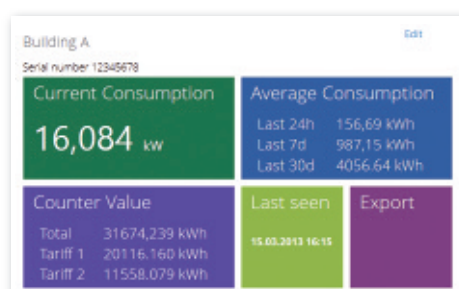 Building A
Edit
Serial number 12345678
Current Consumption
16,084 kW
Average Consumption
Last 24h 156,69 kWh
Last 7d 987,15 kWh
Last 30d 4056.64 kWh
Counter Value
Total 31674,239 kWh
Tariff 1 20116.160 kWh
Tariff 2 11558.079 kWh
Last seen
15.03.2013 16:15
Export